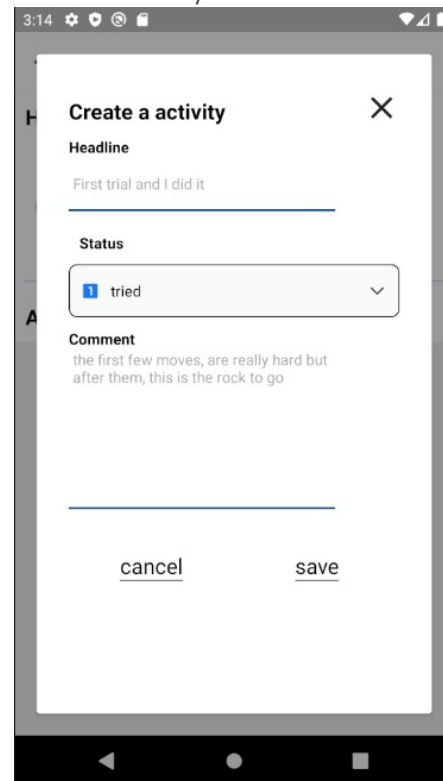 3:14
Create a activity
Headline
First trial and I did it
Status
1 tried
Comment
the first few moves, are really hard but
after them, this is the rock to go
cancel save
H
A